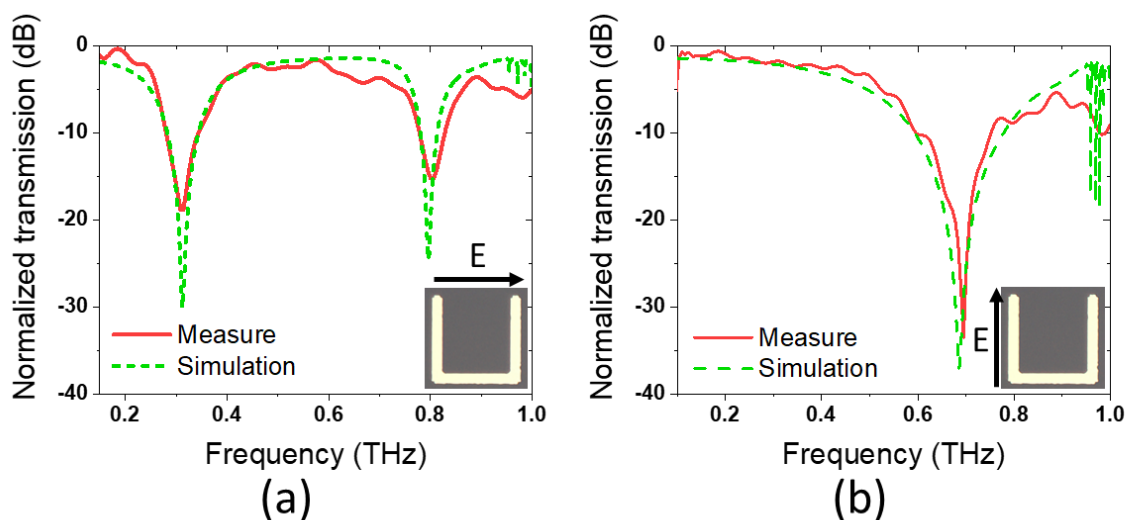 Normalized transmission (dB)
0
-10
-20
-30
-40
E
Measure
Simulation
0.2 0.4 0.6 0.8 1.0
Frequency (THz)
(a)
Normalized transmission (dB)
0
-10
-20
-30
-40
E
Measure
Simulation
0.2 0.4 0.6 0.8 1.0
Frequency (THz)
(b)